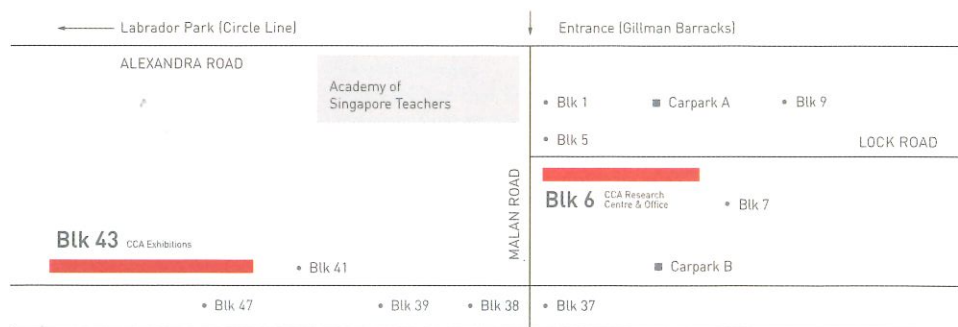 Labrador Park (Circle Line)
Entrance (Gillman Barracks)
ALEXANDRA ROAD
Academy of
Singapore Teachers
Blk 1
Carpark A
Blk 9
Blk 5
LOCK ROAD
MALAN ROAD
Blk 6 CCA Research
Centre & Office
Blk 7
Blk 43 CCA Exhibitions
Blk 41
Carpark B
Blk 47
Blk 39
Blk 38
Blk 37